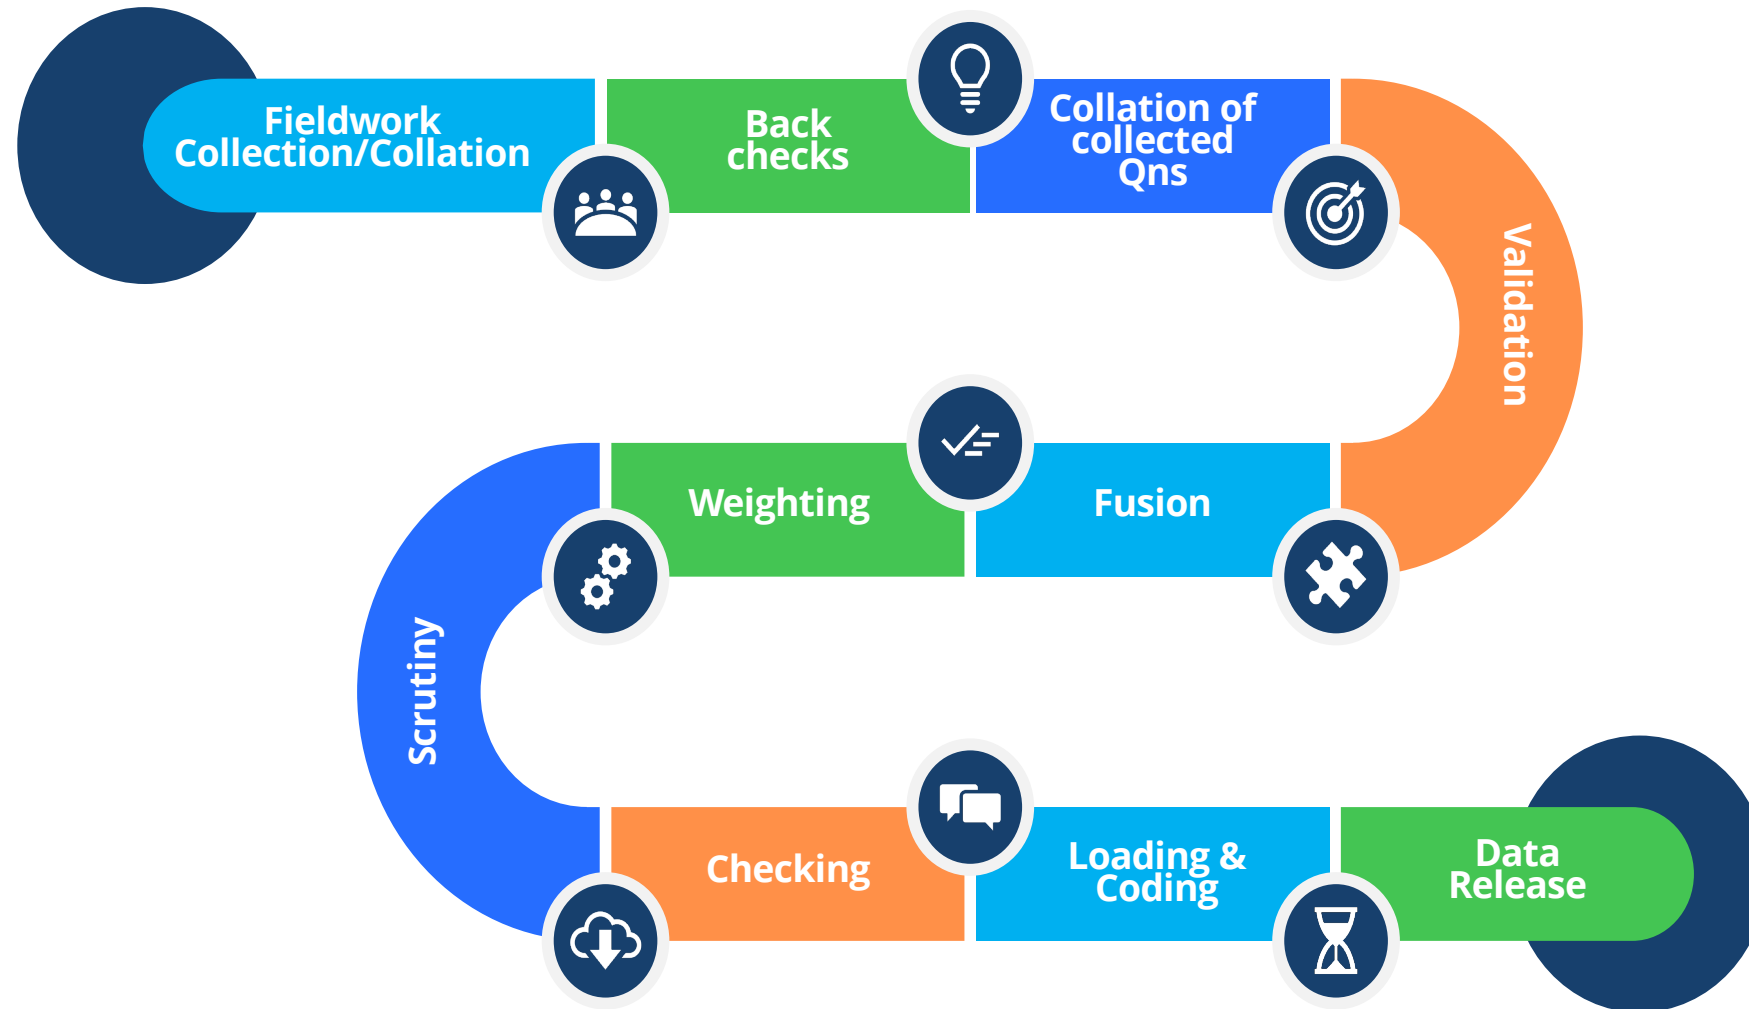 Fieldwork
Collection/Collation
Back
checks
Collation of
collected
Qns
Validation
Fusion
Weighting
Scrutiny
Checking
Loading &
Coding
Data
Release